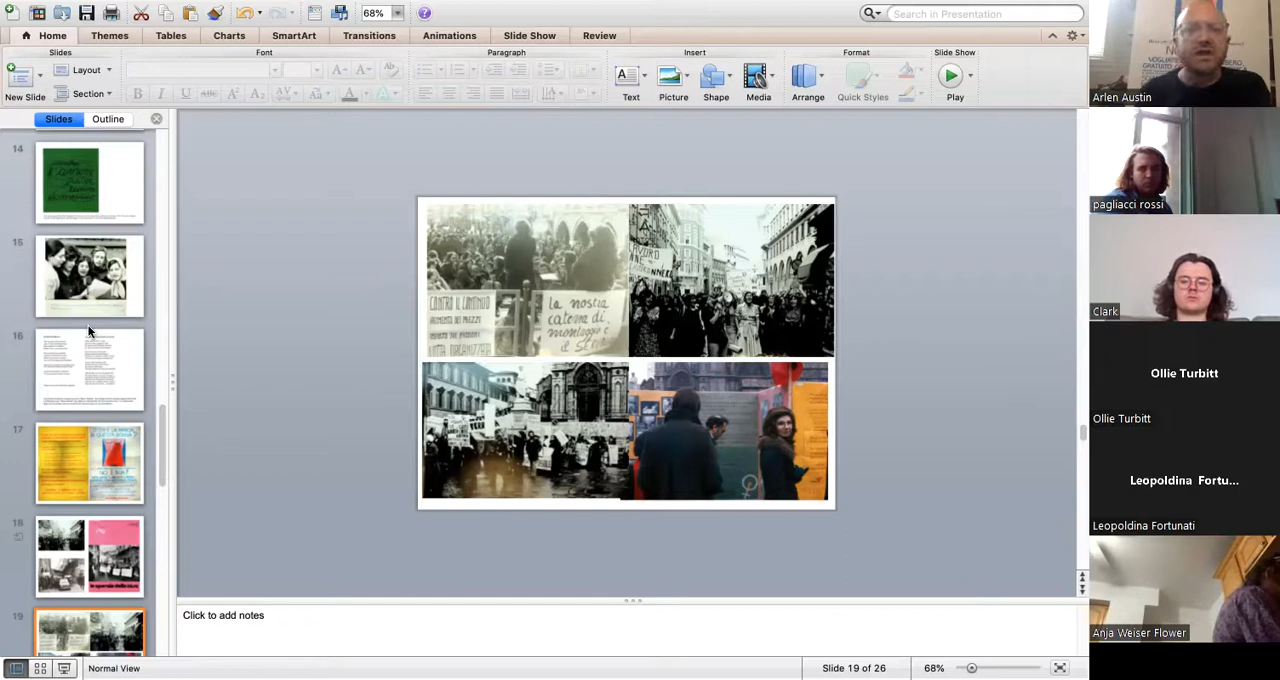 68%
Search in Presentation
Home
Themes
Tables
Charts
SmartArt
Transitions
Animations
Slide Show
Review
Slides
Font
Paragraph
Insert
Format
Slide Show
New Slide
Layout
Section
B
I
U
ABC
A
Text
Picture
Shape
Media
Arrange
Quick Styles
Play
Slides
Outline
14
15
16
17
18
19
CONTRO IL CONTINUO
AUMENTO DEI PREZZI
la nostra
catena di
montaggio è
Click to add notes
Normal View
Slide 19 of 26
68%
Arlen Austin
pagliacci rossi
Clark
Ollie Turbitt
Ollie Turbitt
Leopoldina Fortu...
Leopoldina Fortunati
Anja Weiser Flower